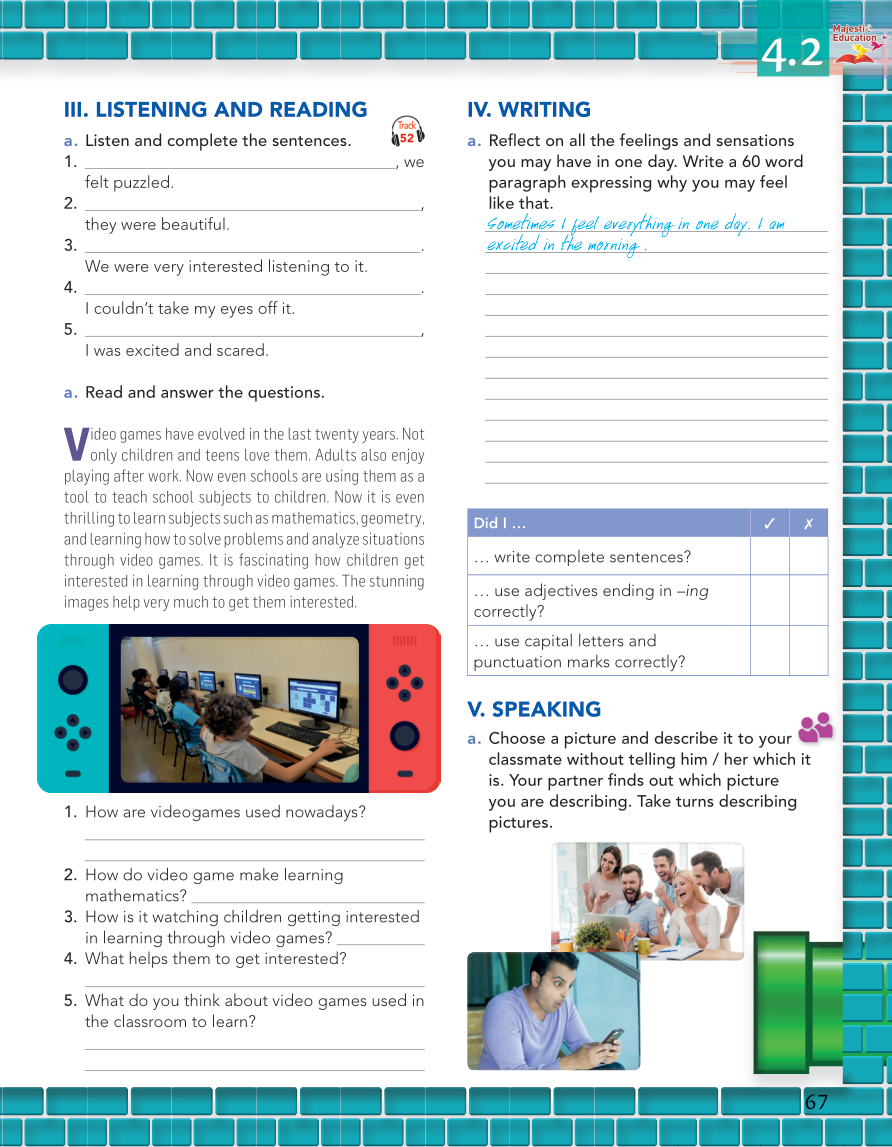 4.2
Majestic
Education
III. LISTENING AND READING
a. Listen and complete the sentences.
Track
52
1. , we
felt puzzled.
2. ,
they were beautiful.
3. .
We were very interested listening to it.
4. .
I couldn't take my eyes off it.
5. ,
I was excited and scared.
a. Read and answer the questions.
Video games have evolved in the last twenty years. Not
only children and teens love them. Adults also enjoy
playing after work. Now even schools are using them as a
tool to teach school subjects to children. Now it is even
thrilling to learn subjects such as mathematics, geometry,
and learning how to solve problems and analyze situations
through video games. It is fascinating how children get
interested in learning through video games. The stunning
images help very much to get them interested.
1. How are videogames used nowadays?
2. How do video game make learning
mathematics?
3. How is it watching children getting interested
in learning through video games?
4. What helps them to get interested?
5. What do you think about video games used in
the classroom to learn?
IV. WRITING
a. Reflect on all the feelings and sensations
you may have in one day. Write a 60 word
paragraph expressing why you may feel
like that.
Sometimes I feel everything in one day. I am
excited in the morning .
Did I … ✓ ✗
… write complete sentences?
… use adjectives ending in –ing
correctly?
… use capital letters and
punctuation marks correctly?
V. SPEAKING
a. Choose a picture and describe it to your
classmate without telling him / her which it
is. Your partner finds out which picture
you are describing. Take turns describing
pictures.
67